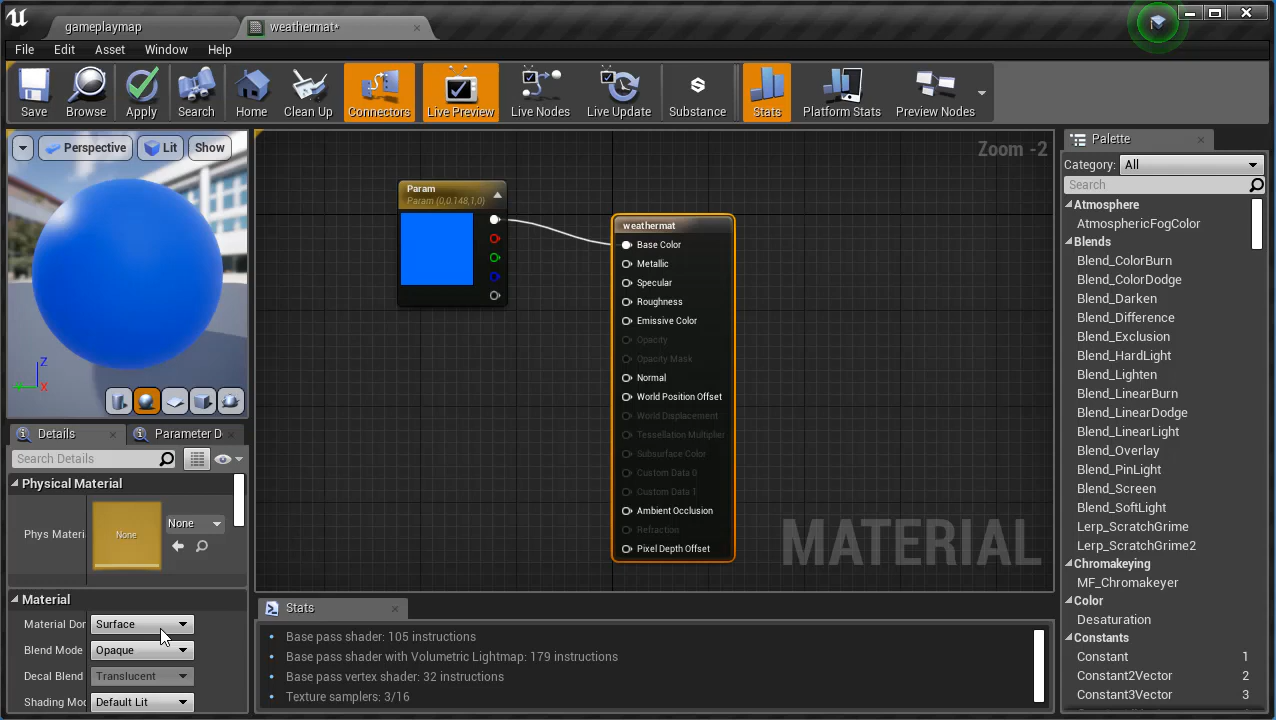 gameplaymap
weathermat*
File Edit Asset Window Help
Save Browse Apply Search Home Clean Up Connectors Live Preview Live Nodes Live Update Substance Stats Platform Stats Preview Nodes
Perspective Lit Show
Z
X
Zoom -2
Param
Param (0,0.148,1,0)
weathermat
Base Color
Metallic
Specular
Roughness
Emissive Color
Opacity
Opacity Mask
Normal
World Position Offset
World Displacement
Tessellation Multiplier
Subsurface Color
Custom Data 0
Custom Data 1
Ambient Occlusion
Refraction
Pixel Depth Offset
MATERIAL
Details
Parameter D
Search Details
Physical Material
Phys Materi
None
None
Material
Material Dor Surface
Blend Mode Opaque
Decal Blend Translucent
Shading Moc Default Lit
Stats
Base pass shader: 105 instructions
Base pass shader with Volumetric Lightmap: 179 instructions
Base pass vertex shader: 32 instructions
Texture samplers: 3/16
Palette
Category: All
Search
Atmosphere
AtmosphericFogColor
Blends
Blend_ColorBurn
Blend_ColorDodge
Blend_Darken
Blend_Difference
Blend_Exclusion
Blend_HardLight
Blend_Lighten
Blend_LinearBurn
Blend_LinearDodge
Blend_LinearLight
Blend_Overlay
Blend_PinLight
Blend_Screen
Blend_SoftLight
Lerp_ScratchGrime
Lerp_ScratchGrime2
Chromakeying
MF_Chromakeyer
Color
Desaturation
Constants
Constant 1
Constant2Vector 2
Constant3Vector 3